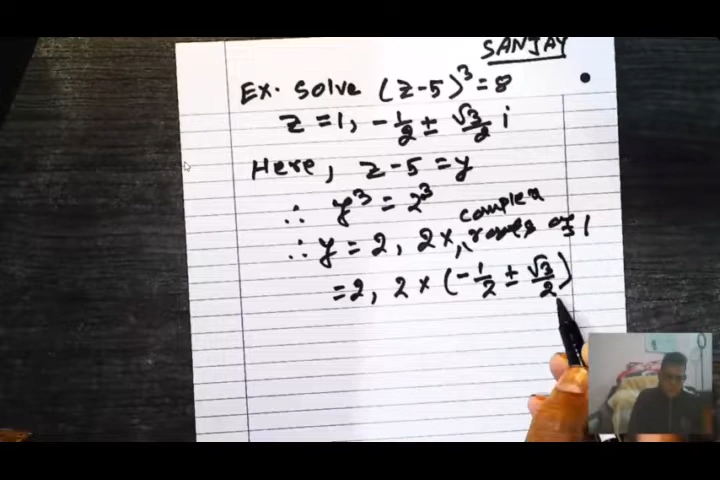 SANJAY
Ex. Solve (z-5)³=8
z=1, -1/2 ± √3/2 i
Here, z-5=y
∴ y³ = 2³
complex
∴ y = 2, 2× of 1
=2, 2×(-1/2 ± √3/2)